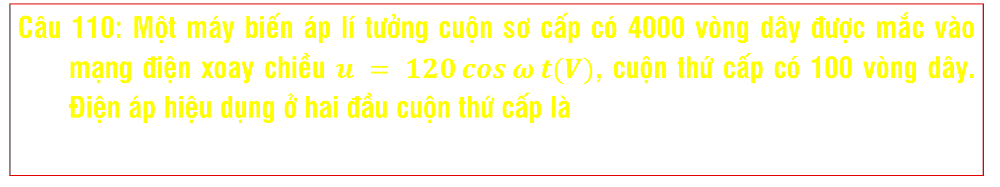 Câu 110: Một máy biến áp lí tưởng cuộn sơ cấp có 4000 vòng dây được mắc vào
mạng điện xoay chiều u = 120 cos ω t(V), cuộn thứ cấp có 100 vòng dây.
Điện áp hiệu dụng ở hai đầu cuộn thứ cấp là